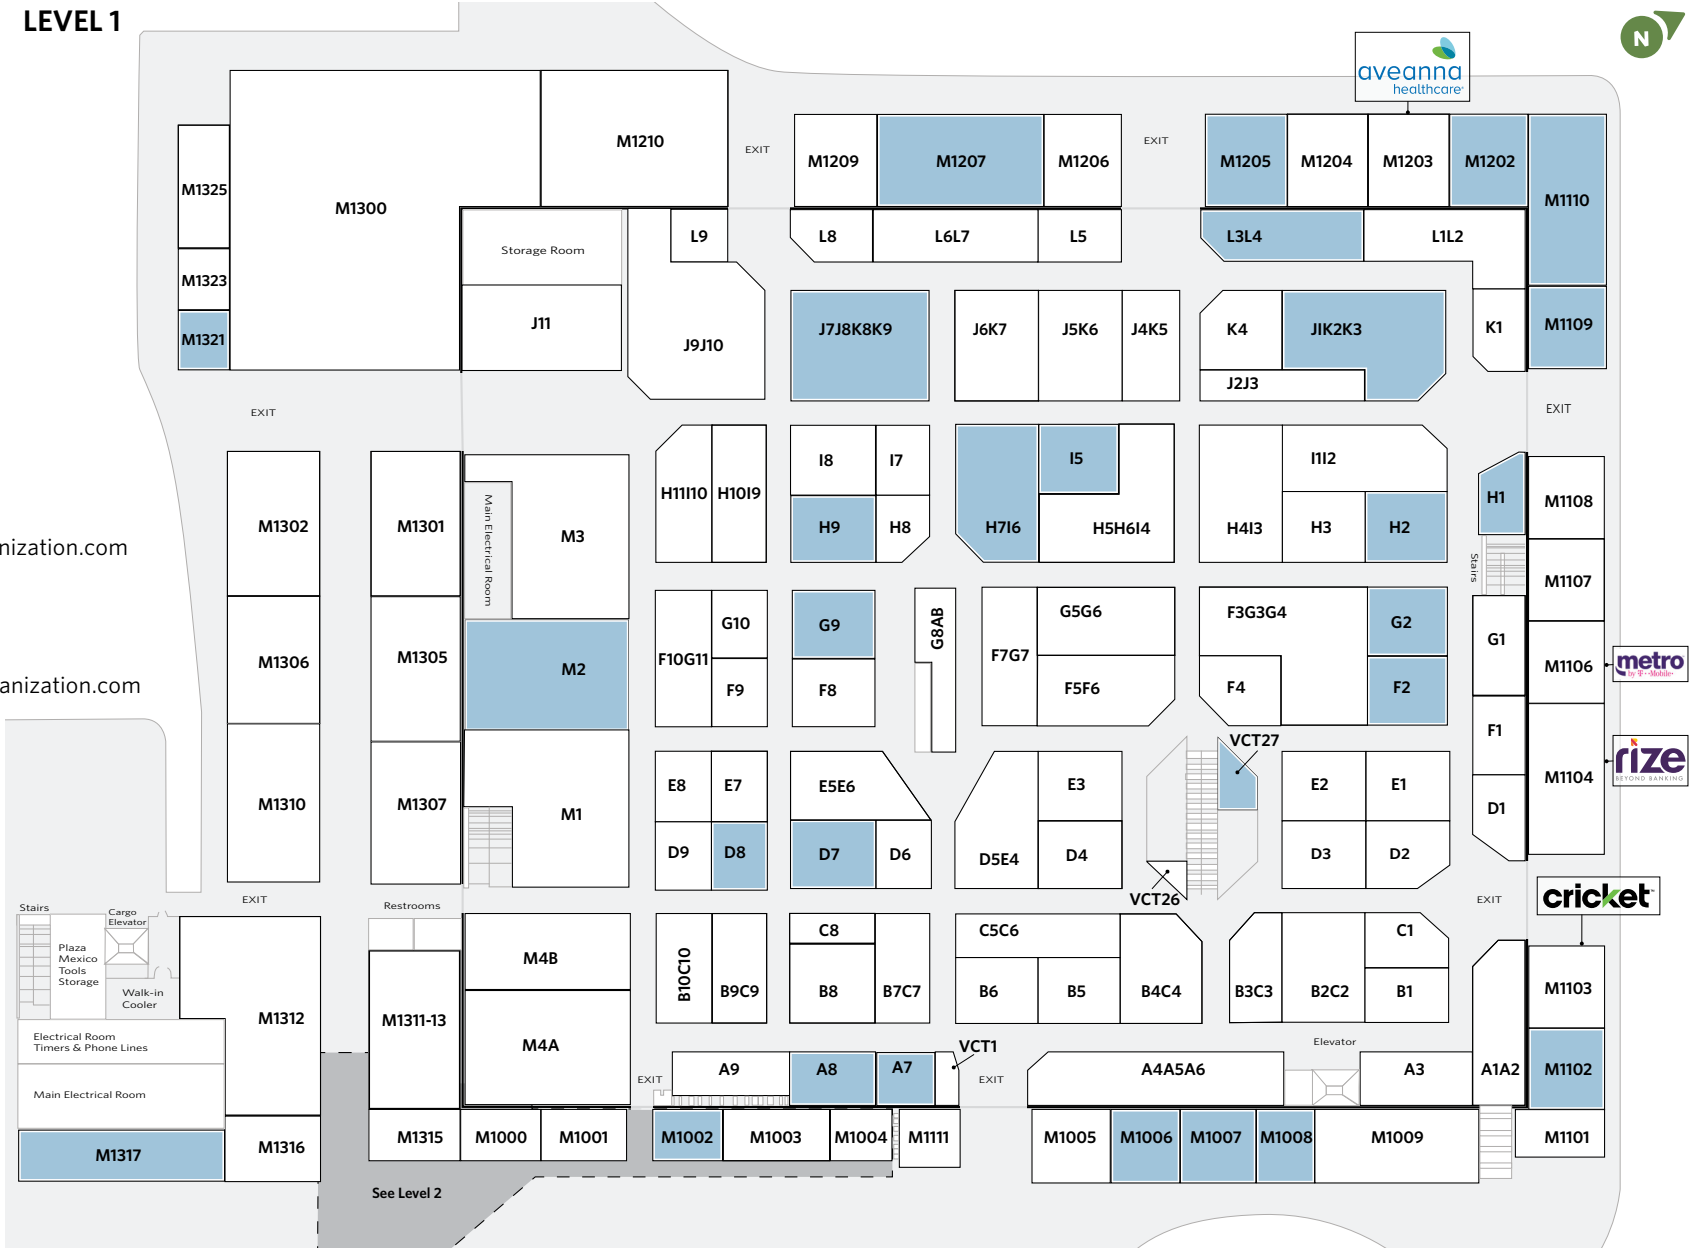 LEVEL 1
N
aveanna
healthcare
M1210
EXIT
M1209
M1207
M1206
EXIT
M1205
M1204
M1203
M1202
M1325
M1300
M1110
Storage Room
L9
L8
L6L7
L5
L3L4
L1L2
M1323
J11
M1321
J9J10
J7J8K8K9
J6K7
J5K6
J4K5
K4
JIK2K3
K1
M1109
J2J3
EXIT
EXIT
M1302
M1301
Main Electrical Room
M3
H11I10
H10I9
I8
I7
I5
I1I2
H9
H8
H7I6
H5H6I4
H4I3
H3
H2
H1
M1108
nization.com
Stairs
M1107
M1306
M1305
M2
F10G11
G10
G9
G8AB
F7G7
G5G6
F3G3G4
G2
G1
M1106
metro
by T-Mobile
anization.com
F9
F8
F5F6
F4
F2
F1
VCT27
rize
BEYOND BANKING
M1104
M1310
M1307
M1
E8
E7
E5E6
E3
E2
E1
D1
D9
D8
D7
D6
D5E4
D4
D3
D2
VCT26
EXIT
EXIT
cricket
Stairs
Cargo
Elevator
Restrooms
Plaza
Mexico
Tools
Storage
Walk-in
Cooler
M1312
M1311-13
M4B
M4A
B10C10
B9C9
C8
B8
B7C7
C5C6
B6
B5
B4C4
B3C3
B2C2
C1
B1
M1103
Electrical Room
Timers & Phone Lines
Main Electrical Room
VCT1
Elevator
EXIT
A9
A8
A7
EXIT
A4A5A6
A3
A1A2
M1102
M1317
M1316
M1315
M1000
M1001
M1002
M1003
M1004
M1111
M1005
M1006
M1007
M1008
M1009
M1101
See Level 2